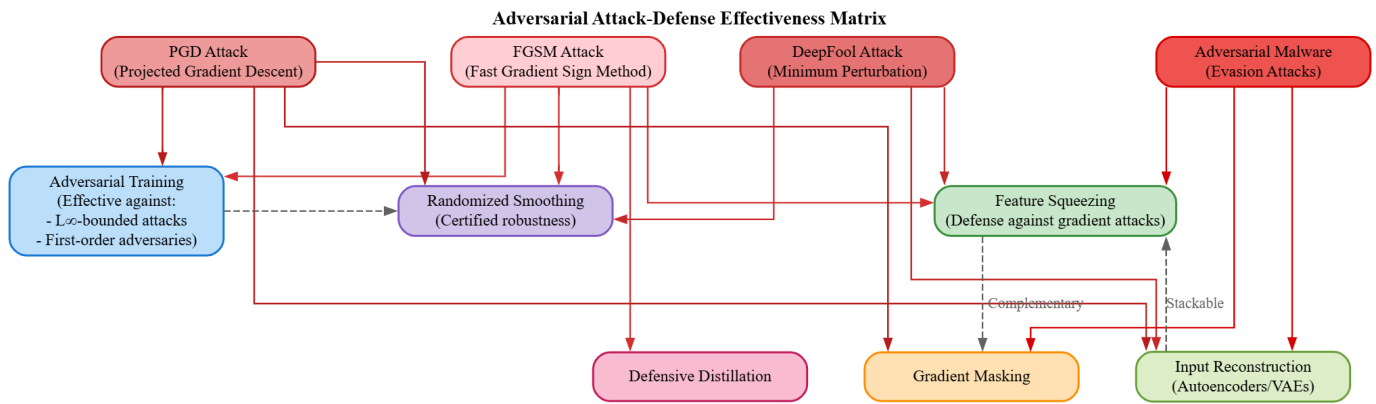 Adversarial Attack-Defense Effectiveness Matrix
PGD Attack
(Projected Gradient Descent)
FGSM Attack
(Fast Gradient Sign Method)
DeepFool Attack
(Minimum Perturbation)
Adversarial Malware
(Evasion Attacks)
Adversarial Training
(Effective against:
- L∞-bounded attacks
- First-order adversaries)
Randomized Smoothing
(Certified robustness)
Feature Squeezing
(Defense against gradient attacks)
Complementary
Stackable
Defensive Distillation
Gradient Masking
Input Reconstruction
(Autoencoders/VAEs)